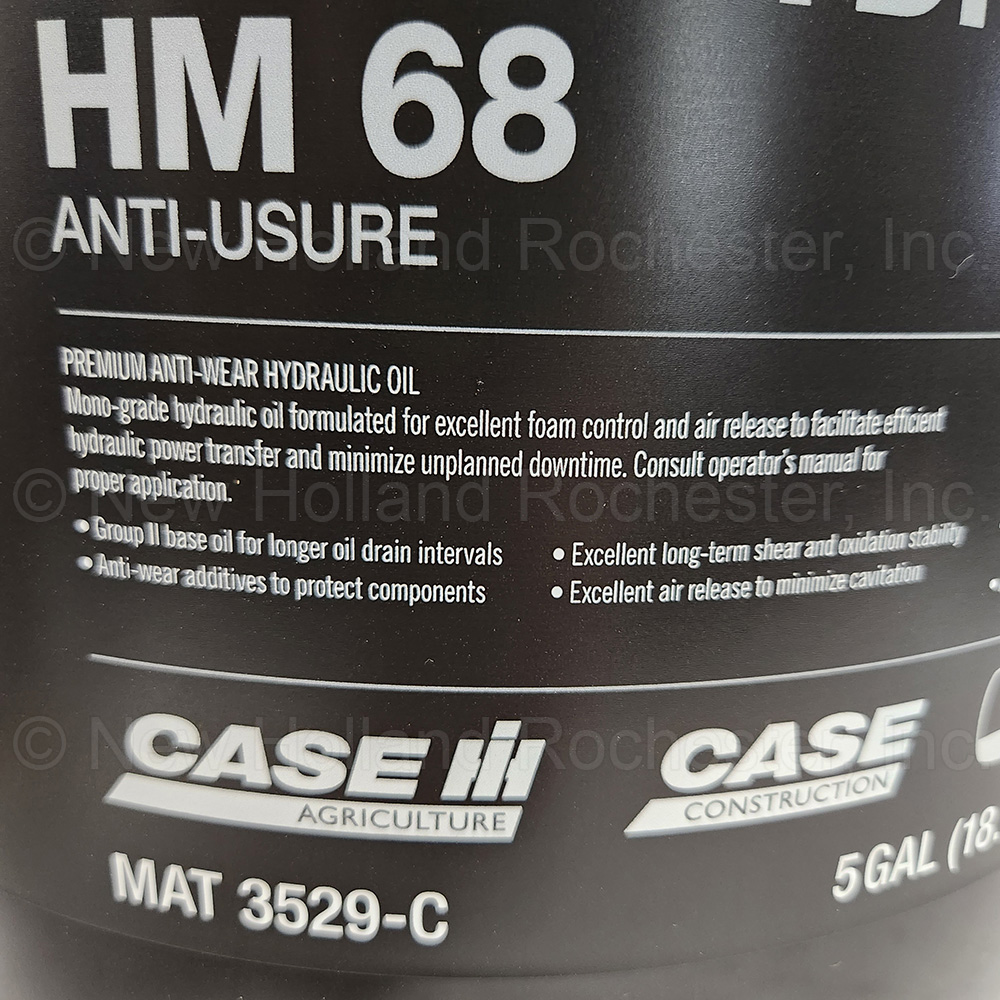 HM 68
ANTI-USURE
© New Holland Rochester, Inc.
PREMIUM ANTI-WEAR HYDRAULIC OIL
Mono-grade hydraulic oil formulated for excellent foam control and air release to facilitate efficient
hydraulic power transfer and minimize unplanned downtime. Consult operator's manual for
proper application.
© New Holland Rochester, Inc.
• Group II base oil for longer oil drain intervals
• Anti-wear additives to protect components
• Excellent long-term shear and oxidation stability
• Excellent air release to minimize cavitation
© New Holland Rochester, Inc.
CASE IH
AGRICULTURE
CASE
CONSTRUCTION
MAT 3529-C
5 GAL (18.